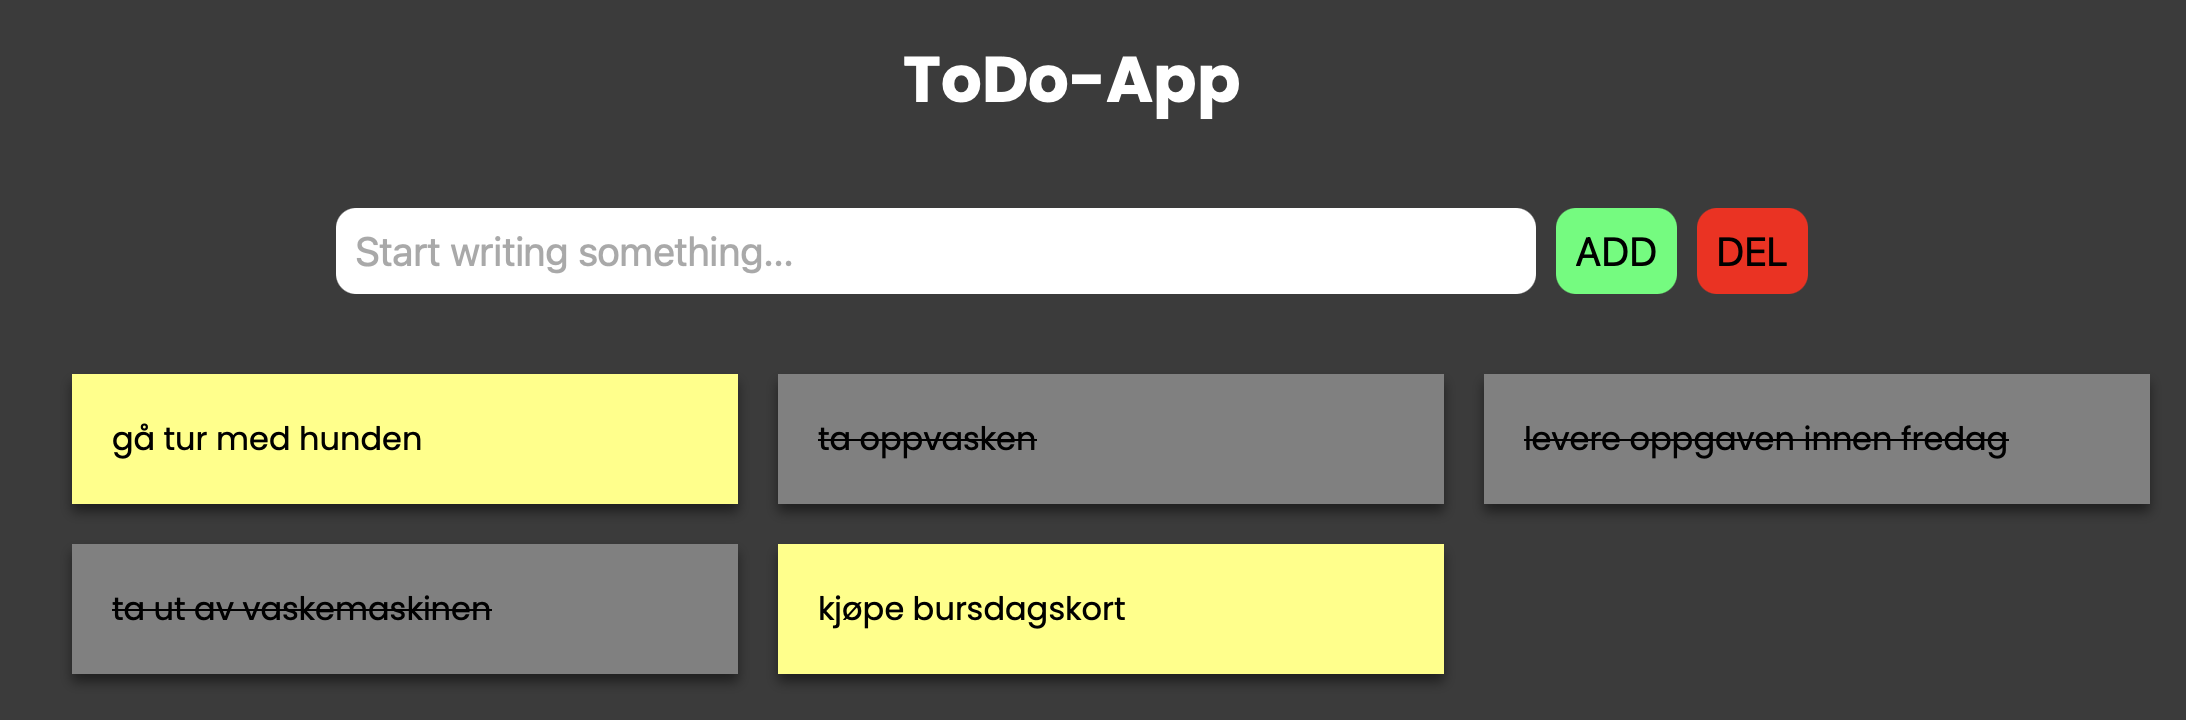 ToDo-App
Start writing something...
ADD
DEL
gå tur med hunden
ta oppvasken
levere oppgaven innen fredag
ta ut av vaskemaskinen
kjøpe bursdagskort